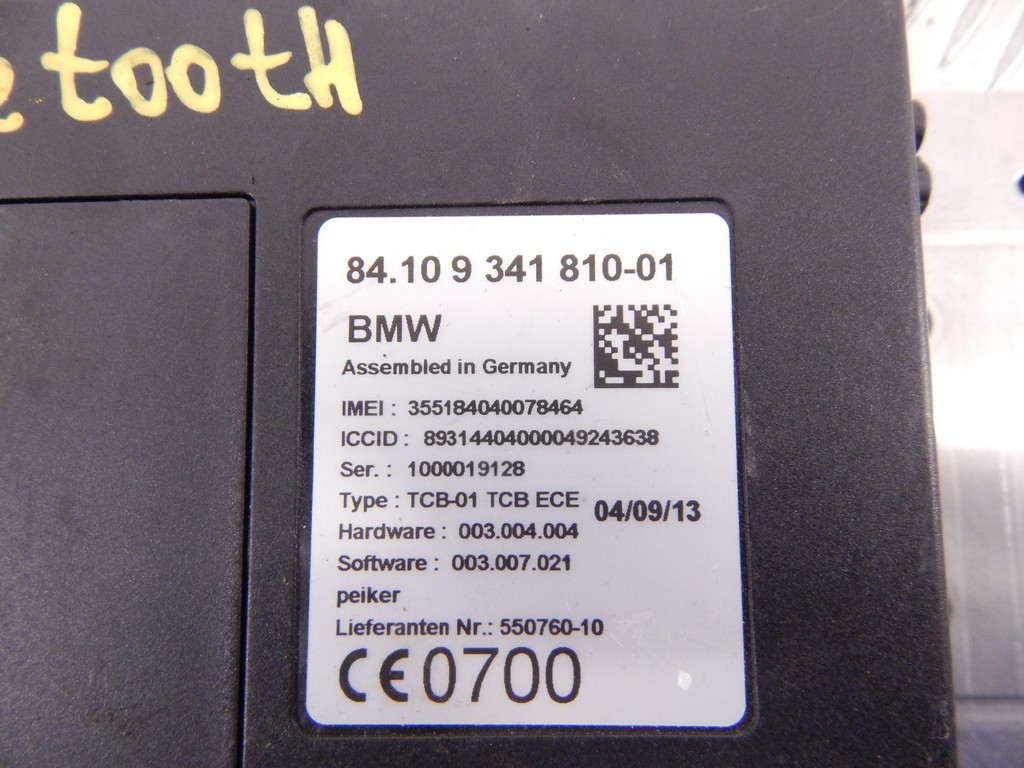 etooth
84.10 9 341 810-01
BMW
Assembled in Germany
IMEI : 355184040078464
ICCID : 89314404000049243638
Ser. : 1000019128
Type : TCB-01 TCB ECE
04/09/13
Hardware : 003.004.004
Software : 003.007.021
peiker
Lieferanten Nr.: 550760-10
CE0700